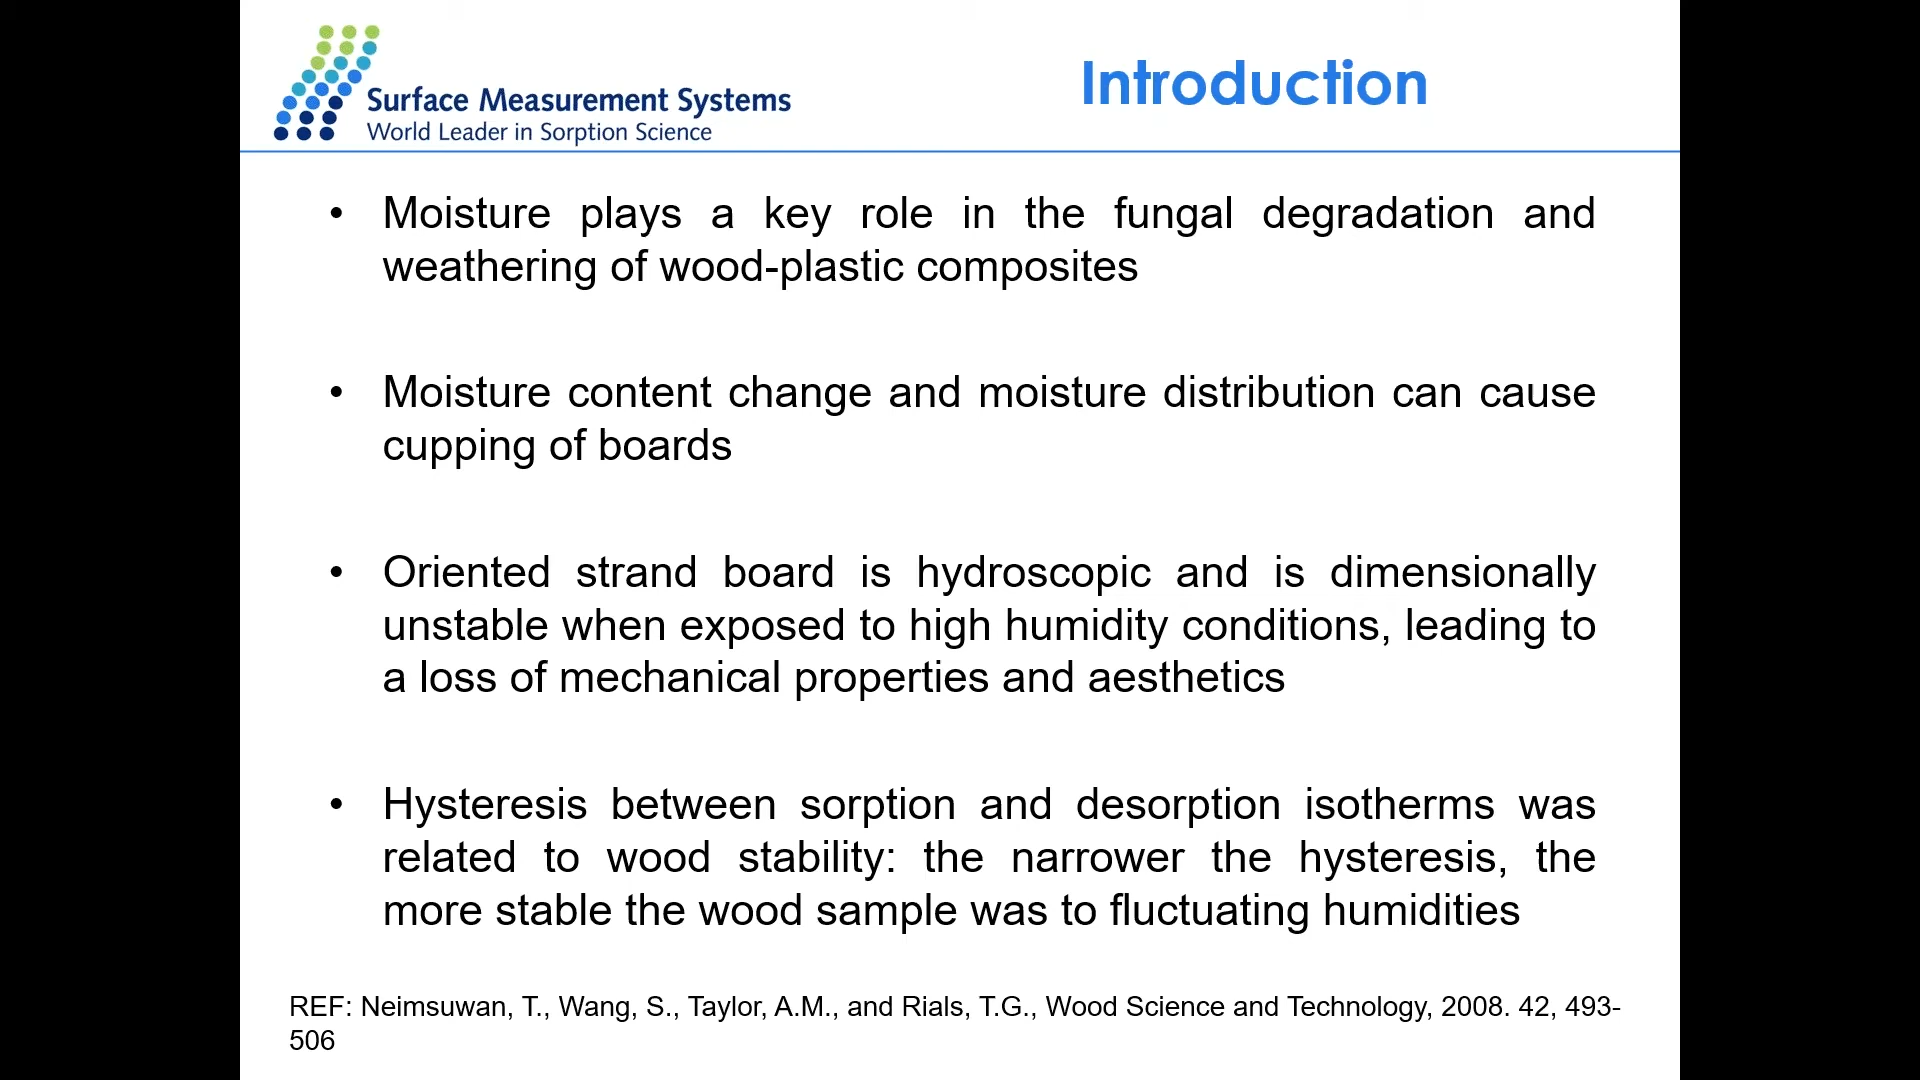 Surface Measurement Systems
World Leader in Sorption Science
Introduction
• Moisture plays a key role in the fungal degradation and
weathering of wood-plastic composites
• Moisture content change and moisture distribution can cause
cupping of boards
• Oriented strand board is hydroscopic and is dimensionally
unstable when exposed to high humidity conditions, leading to
a loss of mechanical properties and aesthetics
• Hysteresis between sorption and desorption isotherms was
related to wood stability: the narrower the hysteresis, the
more stable the wood sample was to fluctuating humidities
REF: Neimsuwan, T., Wang, S., Taylor, A.M., and Rials, T.G., Wood Science and Technology, 2008. 42, 493-
506